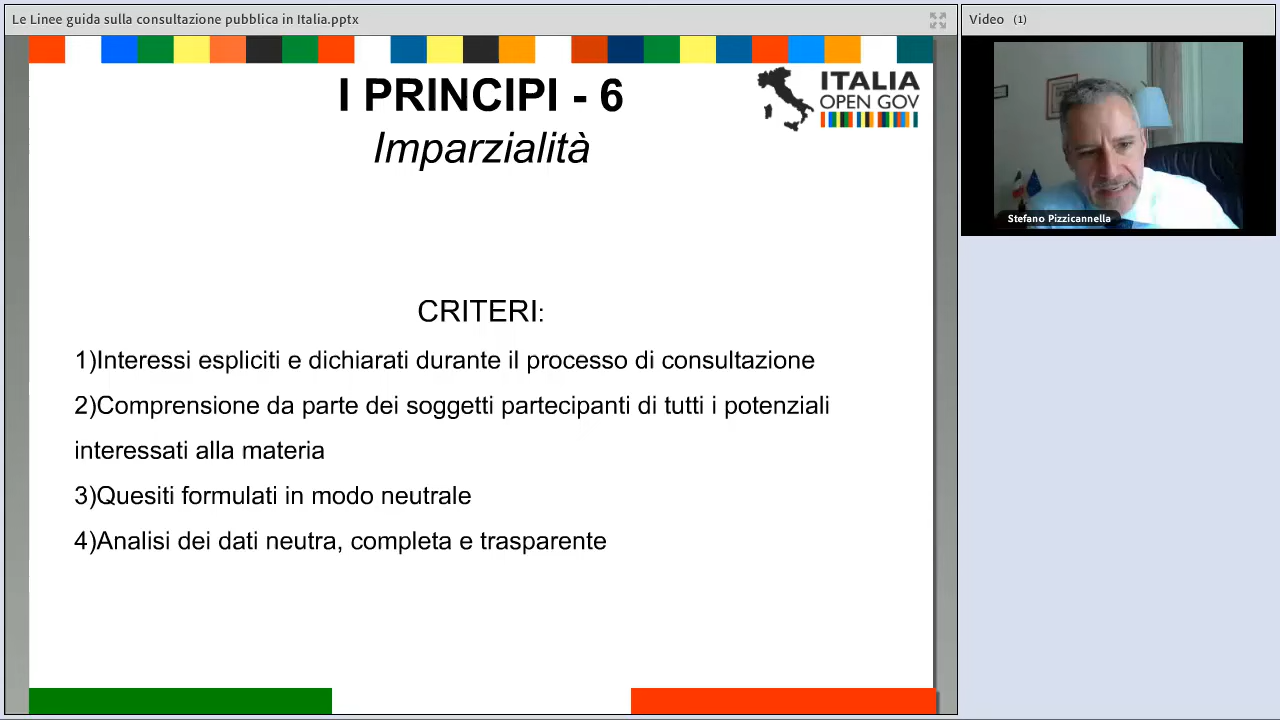 Le Linee guida sulla consultazione pubblica in Italia.pptx
Video (1)
I PRINCIPI - 6
Imparzialità
ITALIA
OPEN GOV
Stefano Pizzicannella
CRITERI:
1)Interessi espliciti e dichiarati durante il processo di consultazione
2)Comprensione da parte dei soggetti partecipanti di tutti i potenziali
interessati alla materia
3)Quesiti formulati in modo neutrale
4)Analisi dei dati neutra, completa e trasparente